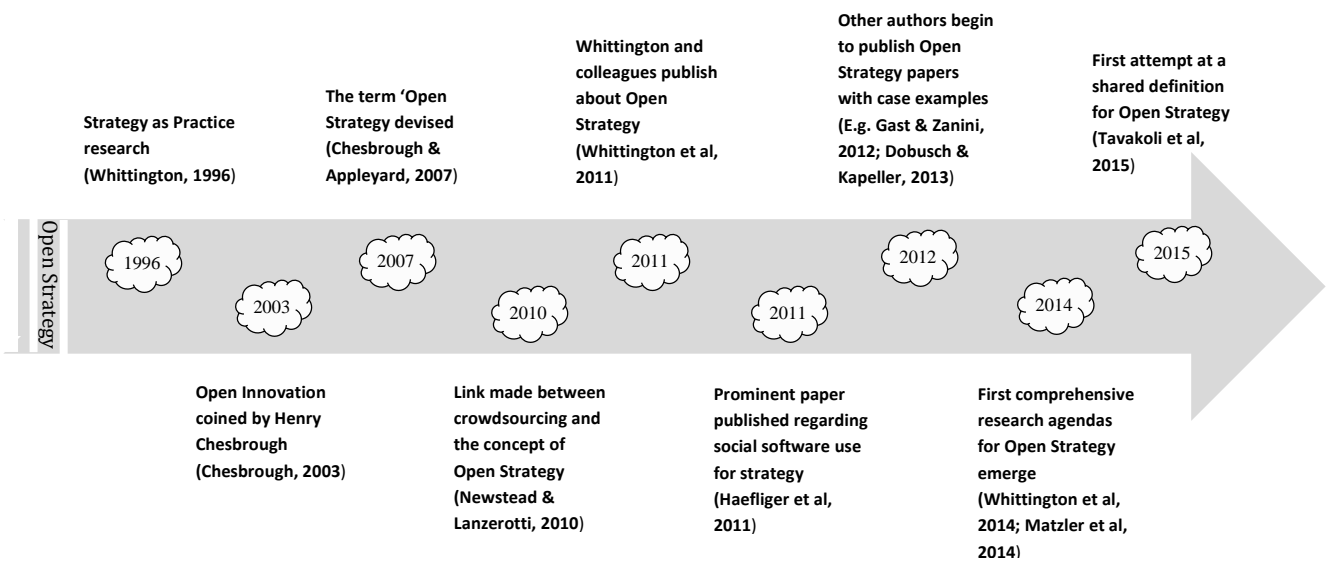 Strategy as Practice
research
(Whittington, 1996)
The term ‘Open
Strategy devised
(Chesbrough &
Appleyard, 2007)
Whittington and
colleagues publish
about Open
Strategy
(Whittington et al,
2011)
Other authors begin
to publish Open
Strategy papers
with case examples
(E.g. Gast & Zanini,
2012; Dobusch &
Kapeller, 2013)
First attempt at a
shared definition
for Open Strategy
(Tavakoli et al,
2015)
Open Strategy
1996
2003
2007
2010
2011
2011
2012
2014
2015
Open Innovation
coined by Henry
Chesbrough
(Chesbrough, 2003)
Link made between
crowdsourcing and
the concept of
Open Strategy
(Newstead &
Lanzerotti, 2010)
Prominent paper
published regarding
social software use
for strategy
(Haefliger et al,
2011)
First comprehensive
research agendas
for Open Strategy
emerge
(Whittington et al,
2014; Matzler et al,
2014)